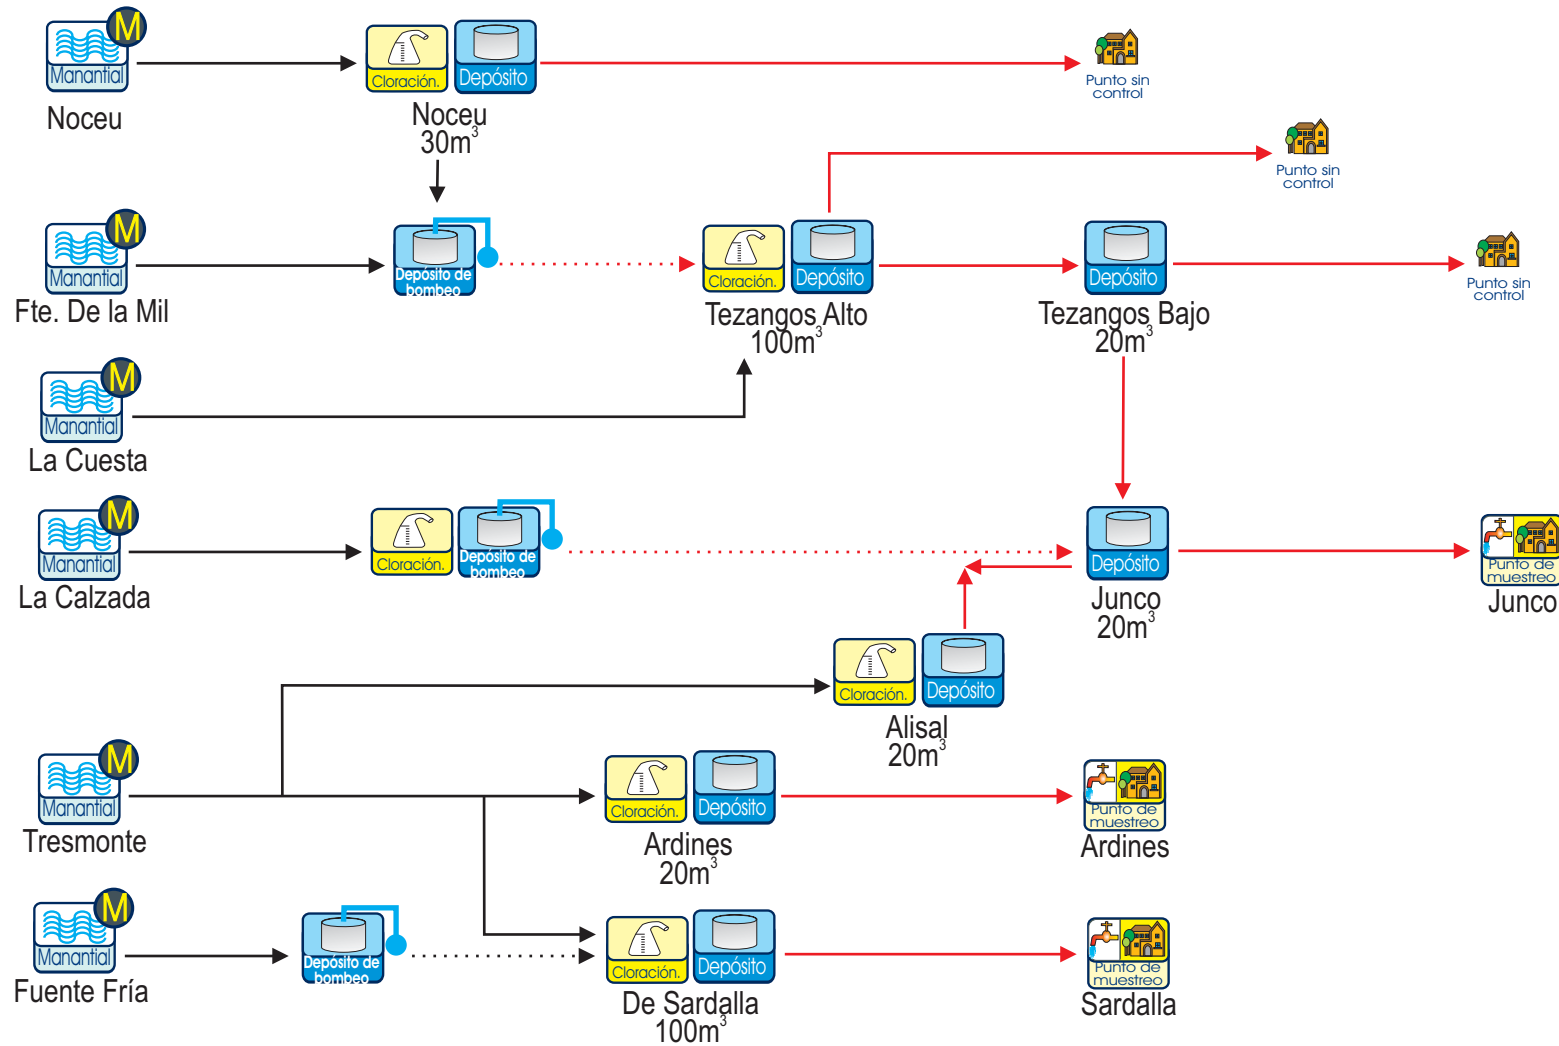 M
Manantial
Noceu
Cloración.
Depósito
Noceu
30m³
Punto sin
control
Punto sin
control
M
Manantial
Fte. De la Mil
Depósito de
bombeo
Cloración.
Depósito
Tezangos Alto
100m³
Depósito
Tezangos Bajo
20m³
Punto sin
control
M
Manantial
La Cuesta
M
Manantial
La Calzada
Cloración.
Depósito de
bombeo
Depósito
Junco
20m³
Punto de
muestreo
Junco
Cloración.
Depósito
Alisal
20m³
M
Manantial
Tresmonte
Cloración.
Depósito
Ardines
20m³
Punto de
muestreo
Ardines
M
Manantial
Fuente Fría
Depósito de
bombeo
Cloración.
Depósito
De Sardalla
100m³
Punto de
muestreo
Sardalla